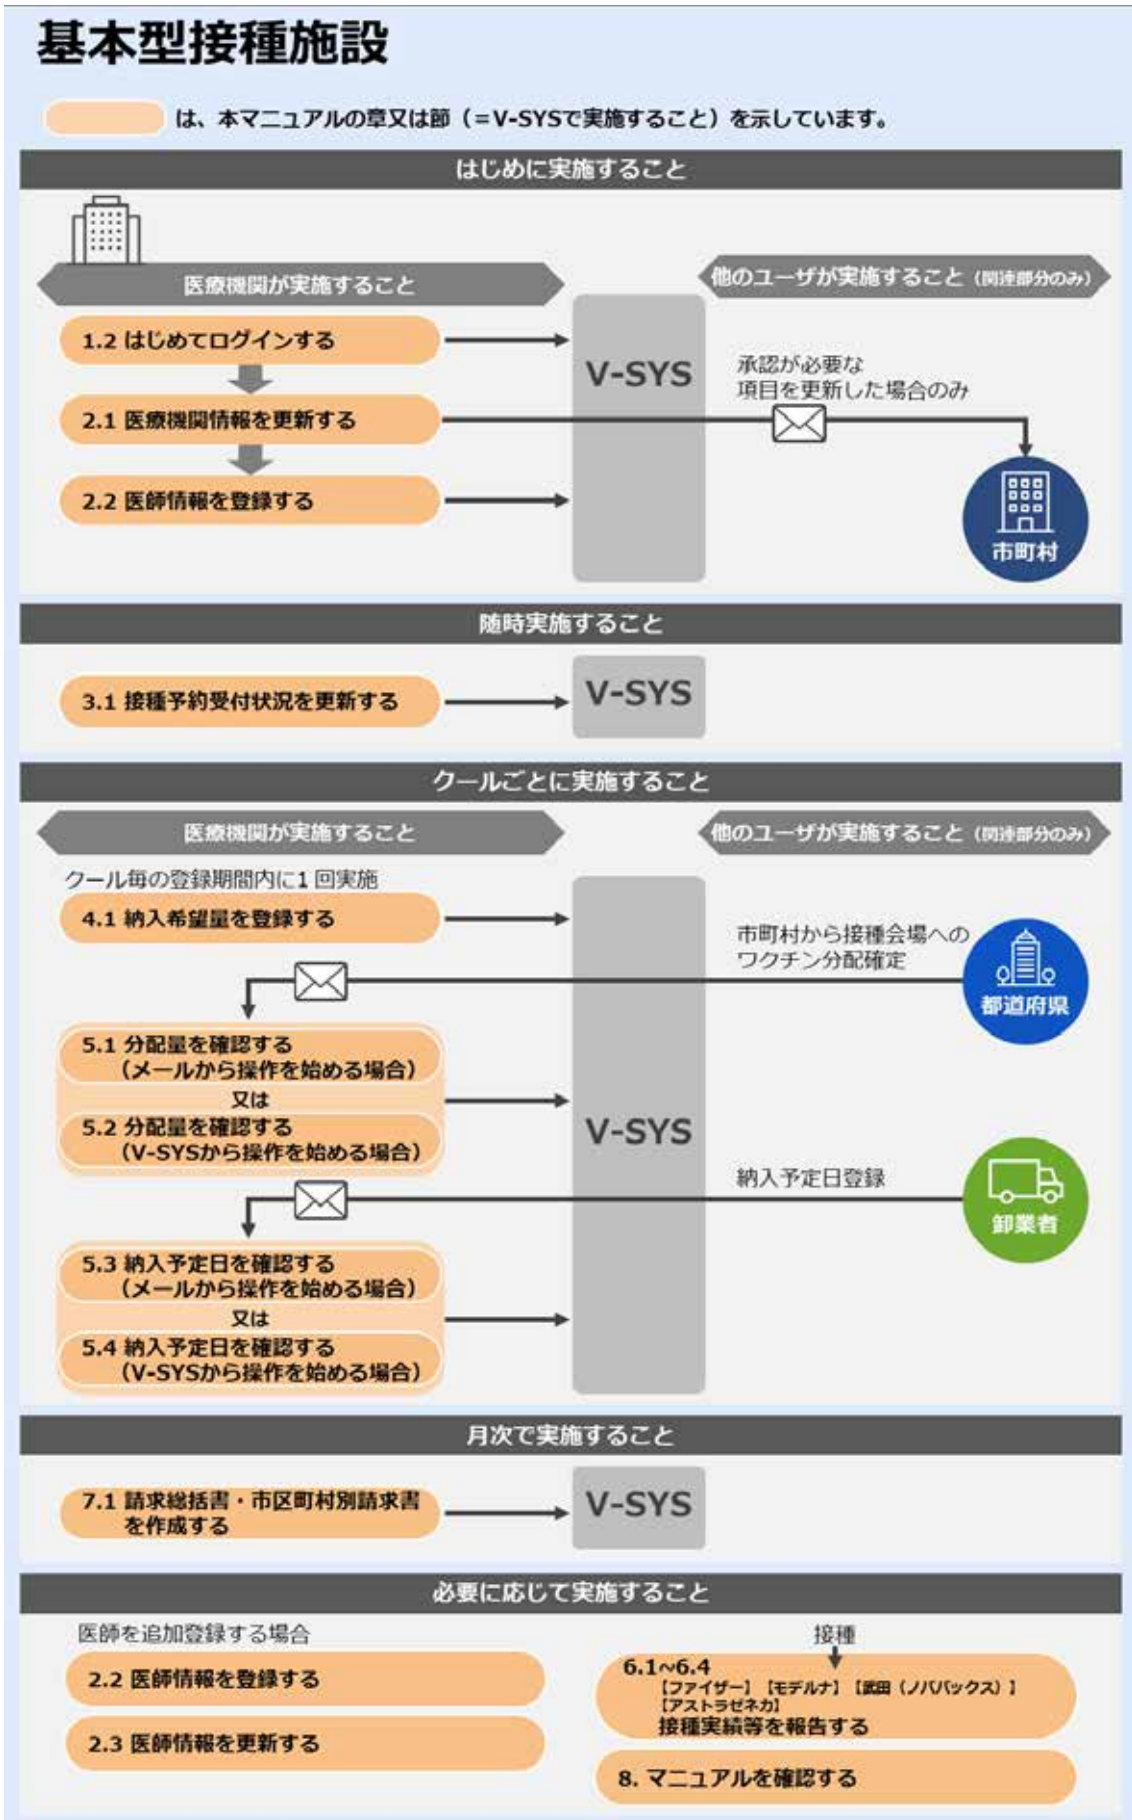 基本型接種施設
は、本マニュアルの章又は節（=V-SYSで実施すること）を示しています。
はじめに実施すること
医療機関が実施すること
他のユーザが実施すること（関連部分のみ）
1.2 はじめてログインする
V-SYS
承認が必要な
項目を更新した場合のみ
2.1 医療機関情報を更新する
2.2 医師情報を登録する
市町村
随時実施すること
3.1 接種予約受付状況を更新する
V-SYS
クールごとに実施すること
医療機関が実施すること
他のユーザが実施すること（関連部分のみ）
クール毎の登録期間内に1回実施
4.1 納入希望量を登録する
市町村から接種会場への
ワクチン分配確定
都道府県
5.1 分配量を確認する
（メールから操作を始める場合）
又は
5.2 分配量を確認する
（V-SYSから操作を始める場合）
V-SYS
納入予定日登録
卸業者
5.3 納入予定日を確認する
（メールから操作を始める場合）
又は
5.4 納入予定日を確認する
（V-SYSから操作を始める場合）
月次で実施すること
7.1 請求総括書・市区町村別請求書
を作成する
V-SYS
必要に応じて実施すること
医師を追加登録する場合
2.2 医師情報を登録する
2.3 医師情報を更新する
接種
6.1~6.4
【ファイザー】【モデルナ】【武田（ノババックス）】
【アストラゼネカ】
接種実績等を報告する
8. マニュアルを確認する